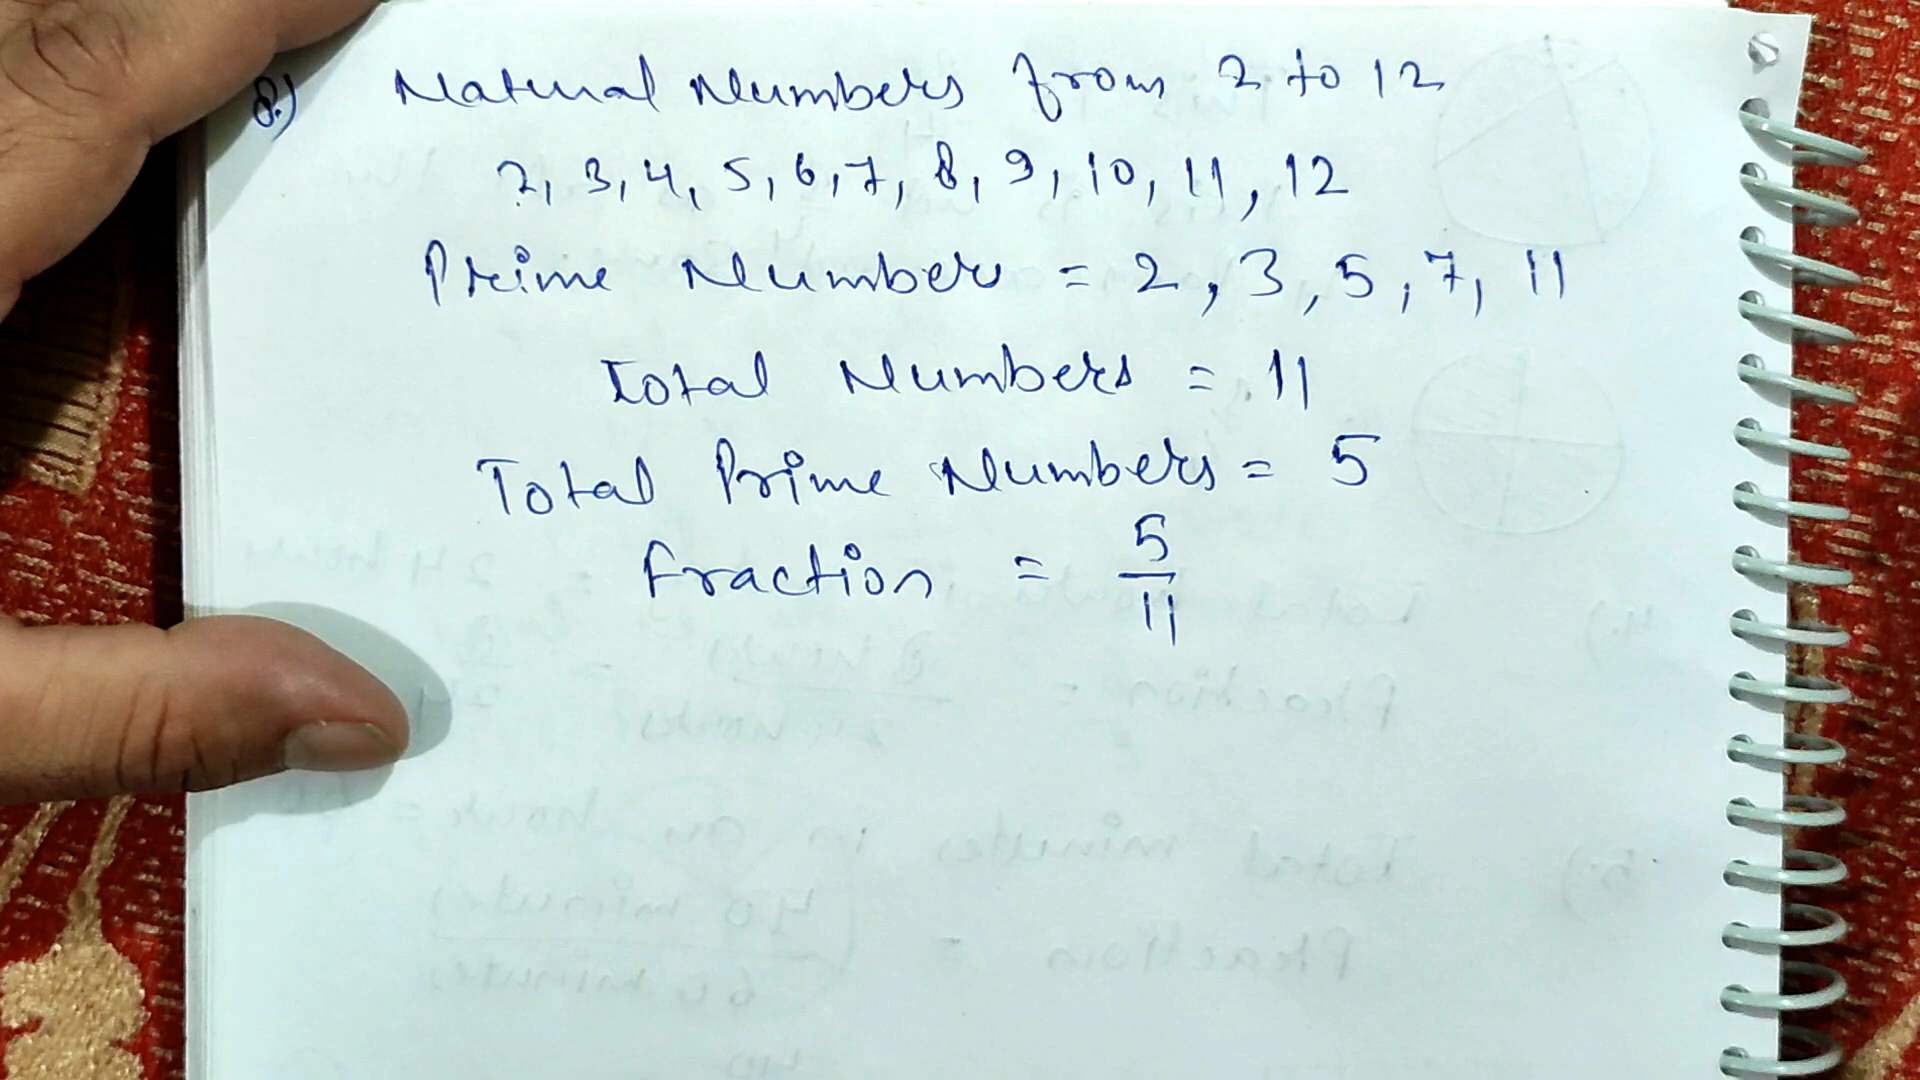 8.) Natural Numbers from 2 to 12
2, 3, 4, 5, 6, 7, 8, 9, 10, 11, 12
Prime Numbers = 2, 3, 5, 7, 11
Total Numbers = 11
Total Prime Numbers = 5
Fraction = 5/11